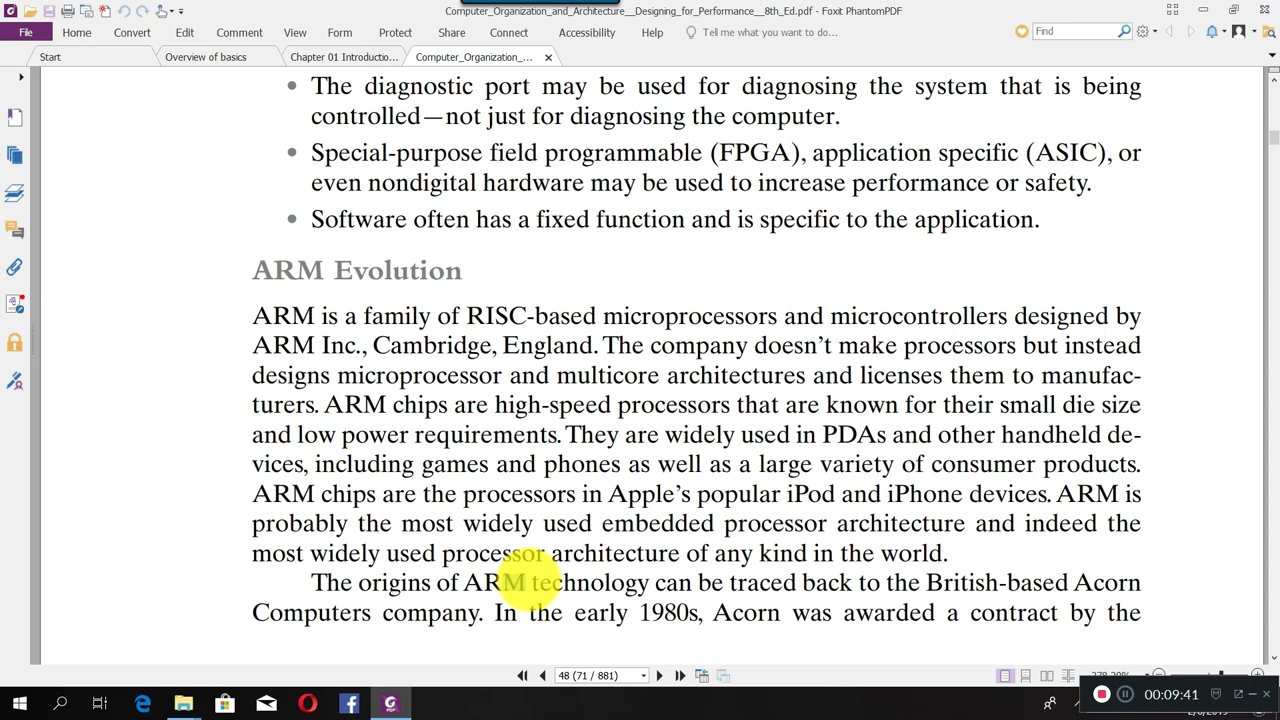 Computer_Organization_and_Architecture__Designing_for_Performance__8th_Ed.pdf - Foxit PhantomPDF
File Home Convert Edit Comment View Form Protect Share Connect Accessibility Help Tell me what you want to do... Find
Start Overview of basics Chapter 01 Introductio... Computer_Organization_...
• The diagnostic port may be used for diagnosing the system that is being
controlled—not just for diagnosing the computer.
• Special-purpose field programmable (FPGA), application specific (ASIC), or
even nondigital hardware may be used to increase performance or safety.
• Software often has a fixed function and is specific to the application.
ARM Evolution
ARM is a family of RISC-based microprocessors and microcontrollers designed by
ARM Inc., Cambridge, England. The company doesn't make processors but instead
designs microprocessor and multicore architectures and licenses them to manufac-
turers. ARM chips are high-speed processors that are known for their small die size
and low power requirements. They are widely used in PDAs and other handheld de-
vices, including games and phones as well as a large variety of consumer products.
ARM chips are the processors in Apple's popular iPod and iPhone devices. ARM is
probably the most widely used embedded processor architecture and indeed the
most widely used processor architecture of any kind in the world.
The origins of ARM technology can be traced back to the British-based Acorn
Computers company. In the early 1980s, Acorn was awarded a contract by the
48 (71 / 881)
00:09:41